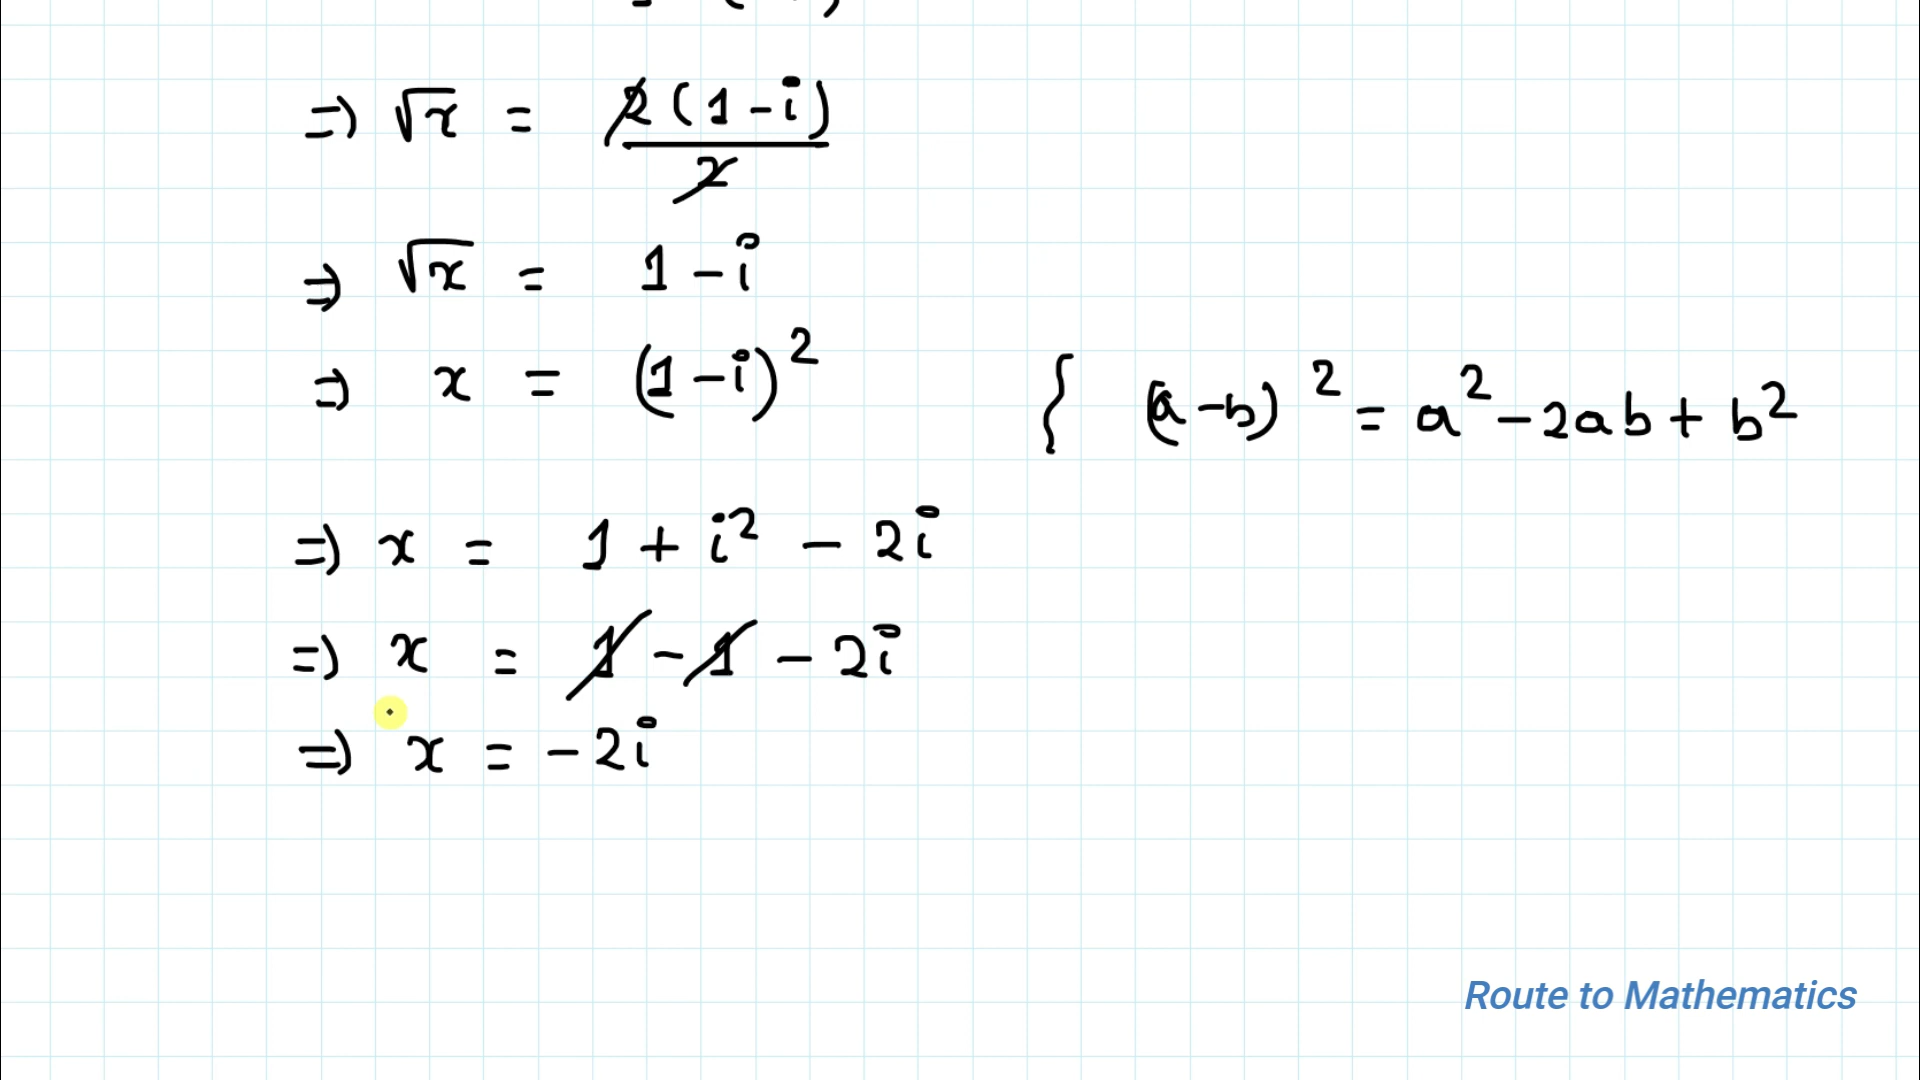 => √x = 2(1-i)/2
=> √x = 1-i
=> x = (1-i)² { (a-b)² = a²-2ab+b²
=> x = 1 + i² - 2i
=> x = 1 - 1 - 2i
=> x = -2i
Route to Mathematics